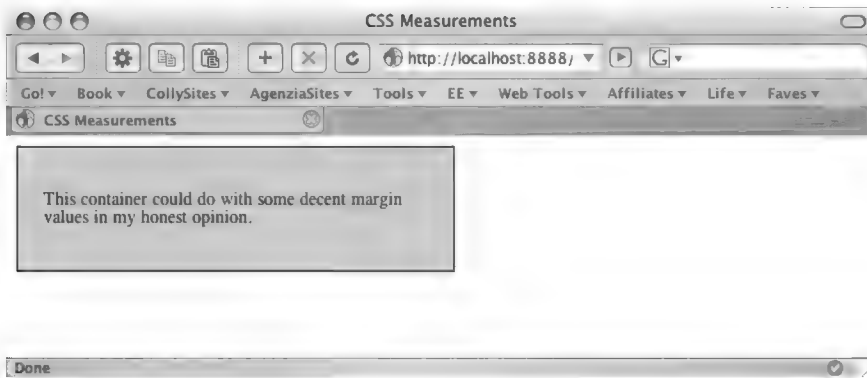 CSS Measurements
http://localhost:8888/
G
Go! Book CollySites AgenziaSites Tools EE Web Tools Affiliates Life Faves
CSS Measurements
This container could do with some decent margin
values in my honest opinion.
Done